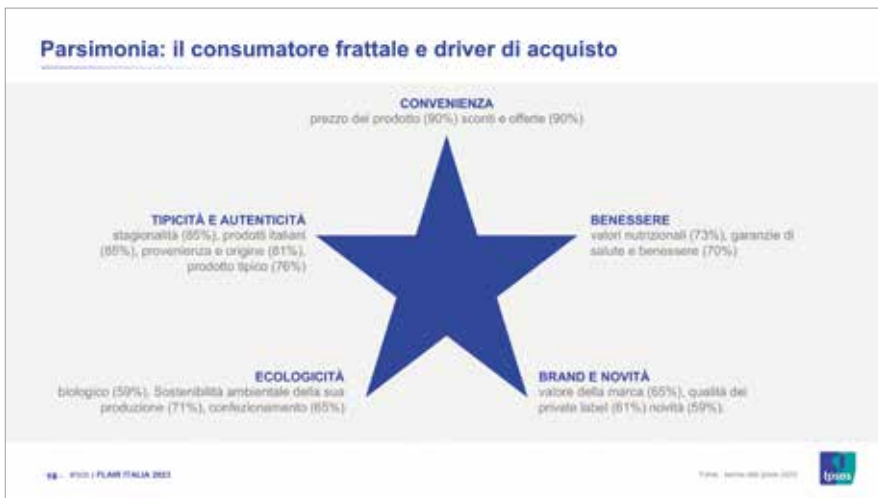 Parsimonia: il consumatore frattale e driver di acquisto
CONVENIENZA
prezzo dei prodotto (90%) sconti e offerte (90%)
TIPICITÀ E AUTENTICITÀ
stagionalità (85%), prodotti italiani
(85%), provenienza e origine (81%),
prodotto tipico (76%)
BENESSERE
valori nutrizionali (73%), garanzie di
salute e benessere (70%)
ECOLOGICITÀ
biologico (59%), Sostenibilità ambientale della sua
produzione (71%), confezionamento (65%)
BRAND E NOVITÀ
valore della marca (65%), qualità dei
private label (61%) novità (59%).
FLAIR ITALIA 2023
Ipsos